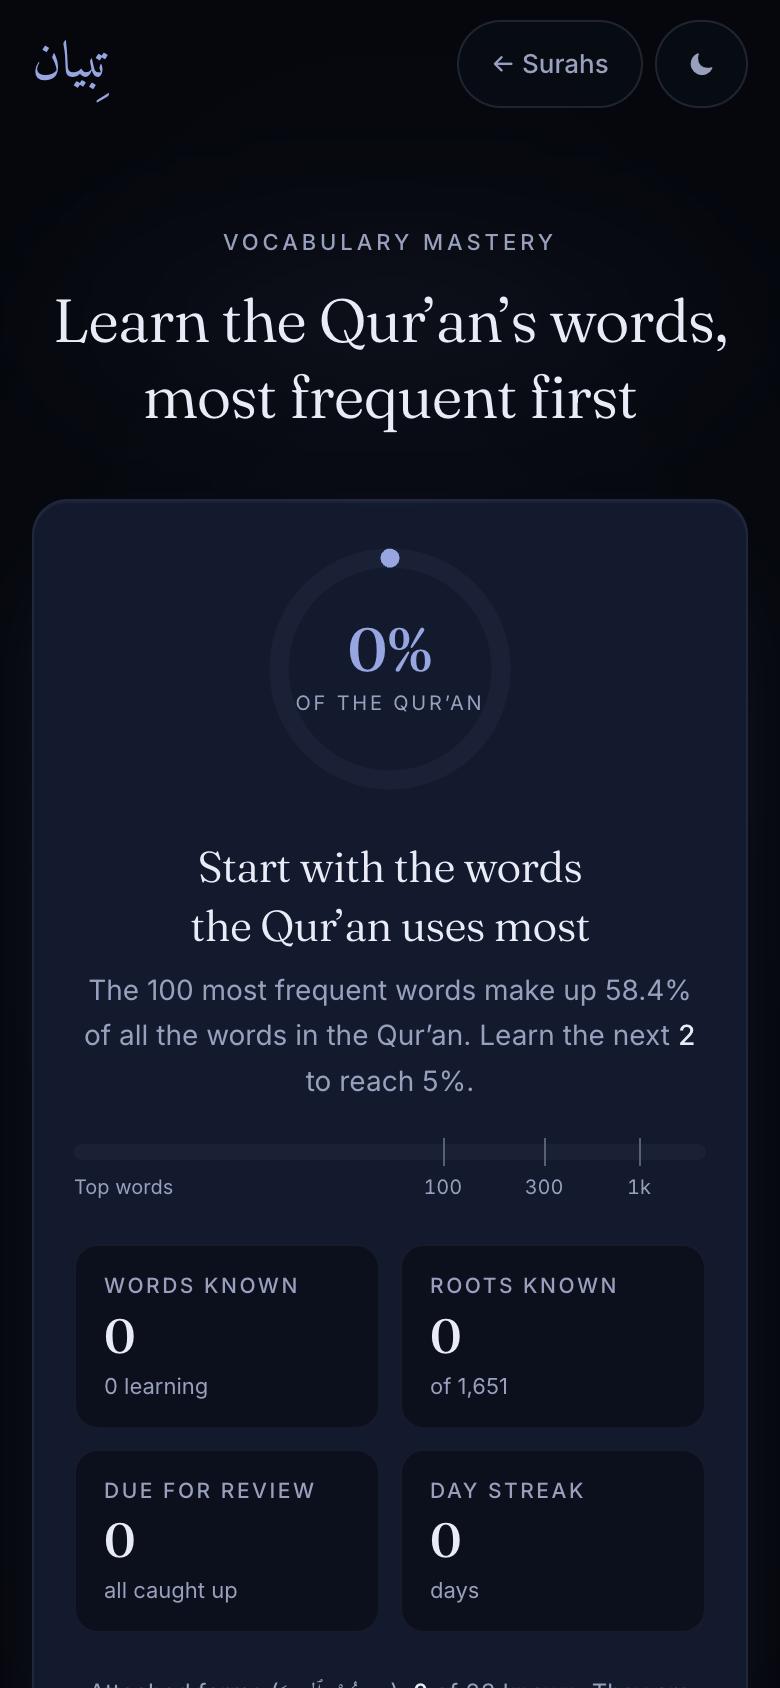 تِبيان
← Surahs
VOCABULARY MASTERY
Learn the Qur’an’s words,
most frequent first
0%
OF THE QUR’AN
Start with the words
the Qur’an uses most
The 100 most frequent words make up 58.4%
of all the words in the Qur’an. Learn the next 2
to reach 5%.
Top words 100 300 1k
WORDS KNOWN
0
0 learning
ROOTS KNOWN
0
of 1,651
DUE FOR REVIEW
0
all caught up
DAY STREAK
0
days